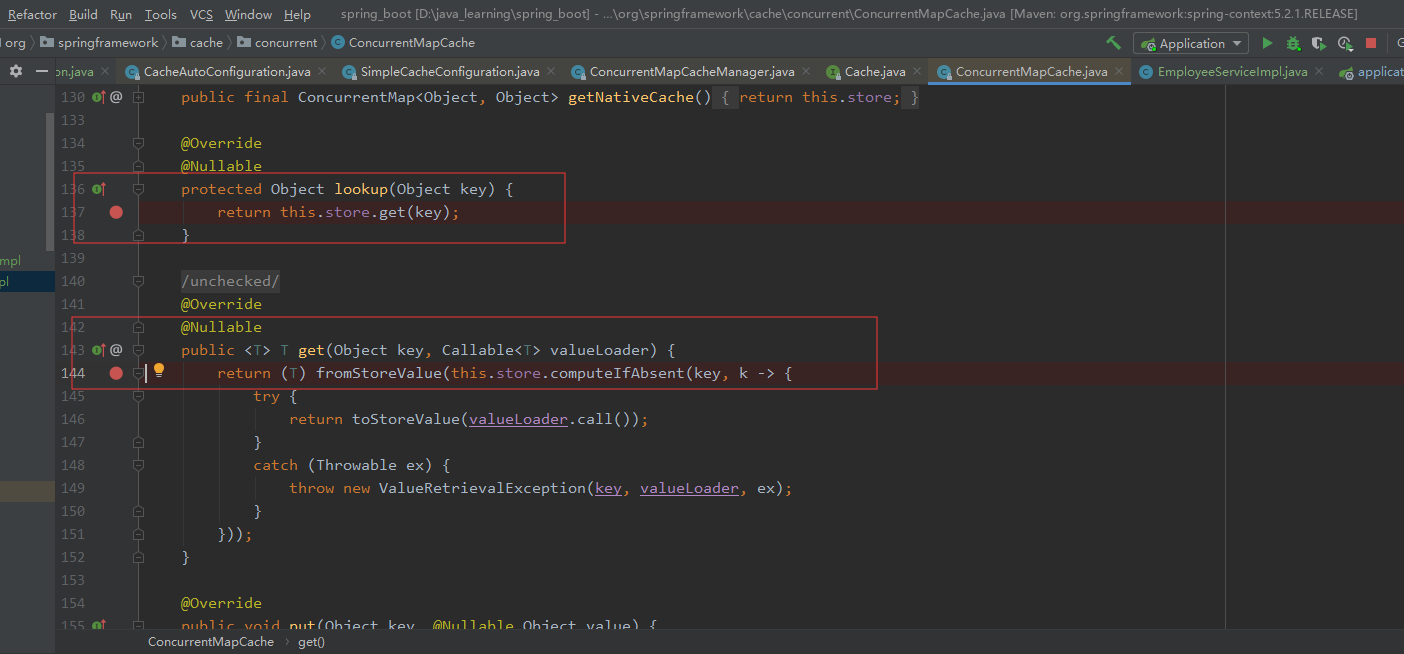 Refactor Build Run Tools VCS Window Help spring_boot [D:\java_learning\spring_boot] - ...\org\springframework\cache\concurrent\ConcurrentMapCache.java [Maven: org.springframework:spring-context:5.2.1.RELEASE]
org springframework cache concurrent ConcurrentMapCache Application
on.java CacheAutoConfiguration.java SimpleCacheConfiguration.java ConcurrentMapCacheManager.java Cache.java ConcurrentMapCache.java EmployeeServiceImpl.java applicat
130 @ public final ConcurrentMap<Object, Object> getNativeCache() { return this.store; }
133
134 @Override
135 @Nullable
136 protected Object lookup(Object key) {
137 return this.store.get(key);
138 }
139
mpl
140 /unchecked/
pl
141 @Override
142 @Nullable
143 @ public <T> T get(Object key, Callable<T> valueLoader) {
144 return (T) fromStoreValue(this.store.computeIfAbsent(key, k -> {
145 try {
146 return toStoreValue(valueLoader.call());
147 }
148 catch (Throwable ex) {
149 throw new ValueRetrievalException(key, valueLoader, ex);
150 }
151 }));
152 }
153
154 @Override
155 public void put(Object key, @Nullable Object value) {
ConcurrentMapCache get()